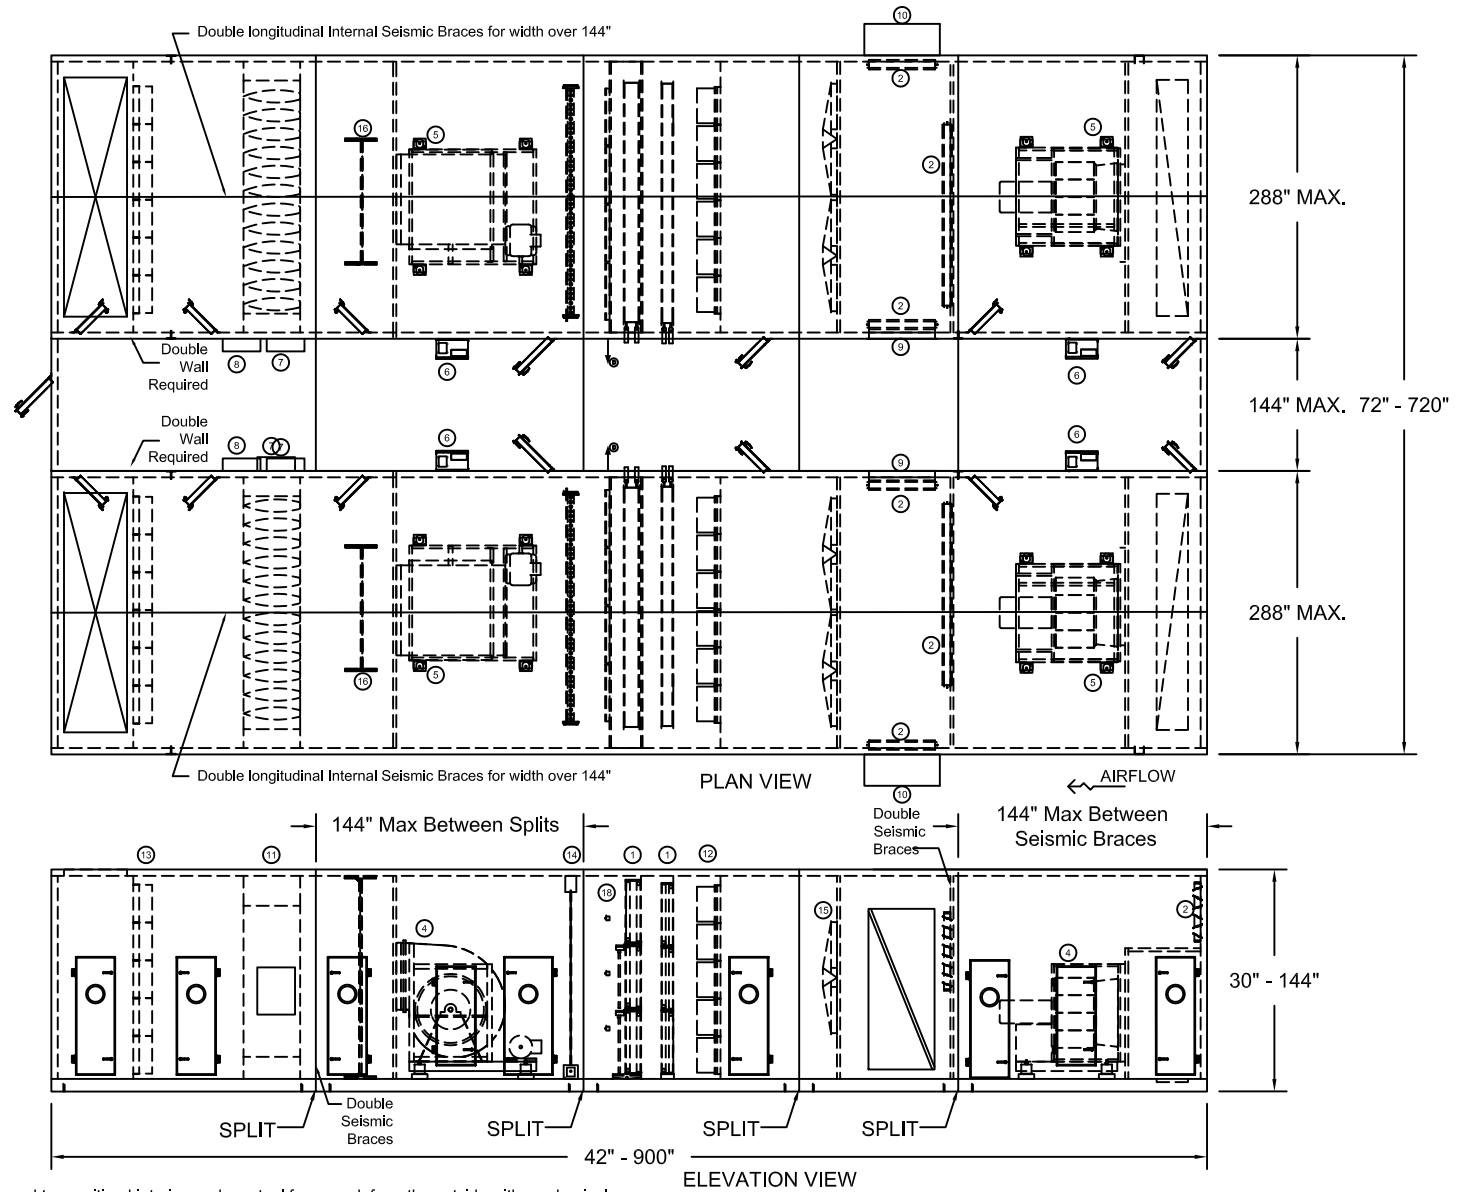 10
Double longitudinal Internal Seismic Braces for width over 144"
2
16
5
5
2
288" MAX.
2
Double
Wall
Required
8
7
6
9
6
144" MAX. 72" - 720"
Double
Wall
Required
8
7
7
6
9
6
2
2
288" MAX.
16
5
5
2
Double longitudinal Internal Seismic Braces for width over 144"
PLAN VIEW
10
AIRFLOW
144" Max Between Splits
Double
Seismic
Braces
144" Max Between
Seismic Braces
13
11
14
1
1
12
18
15
2
4
4
30" - 144"
Double
Seismic
Braces
SPLIT
SPLIT
SPLIT
SPLIT
42" - 900"
ELEVATION VIEW